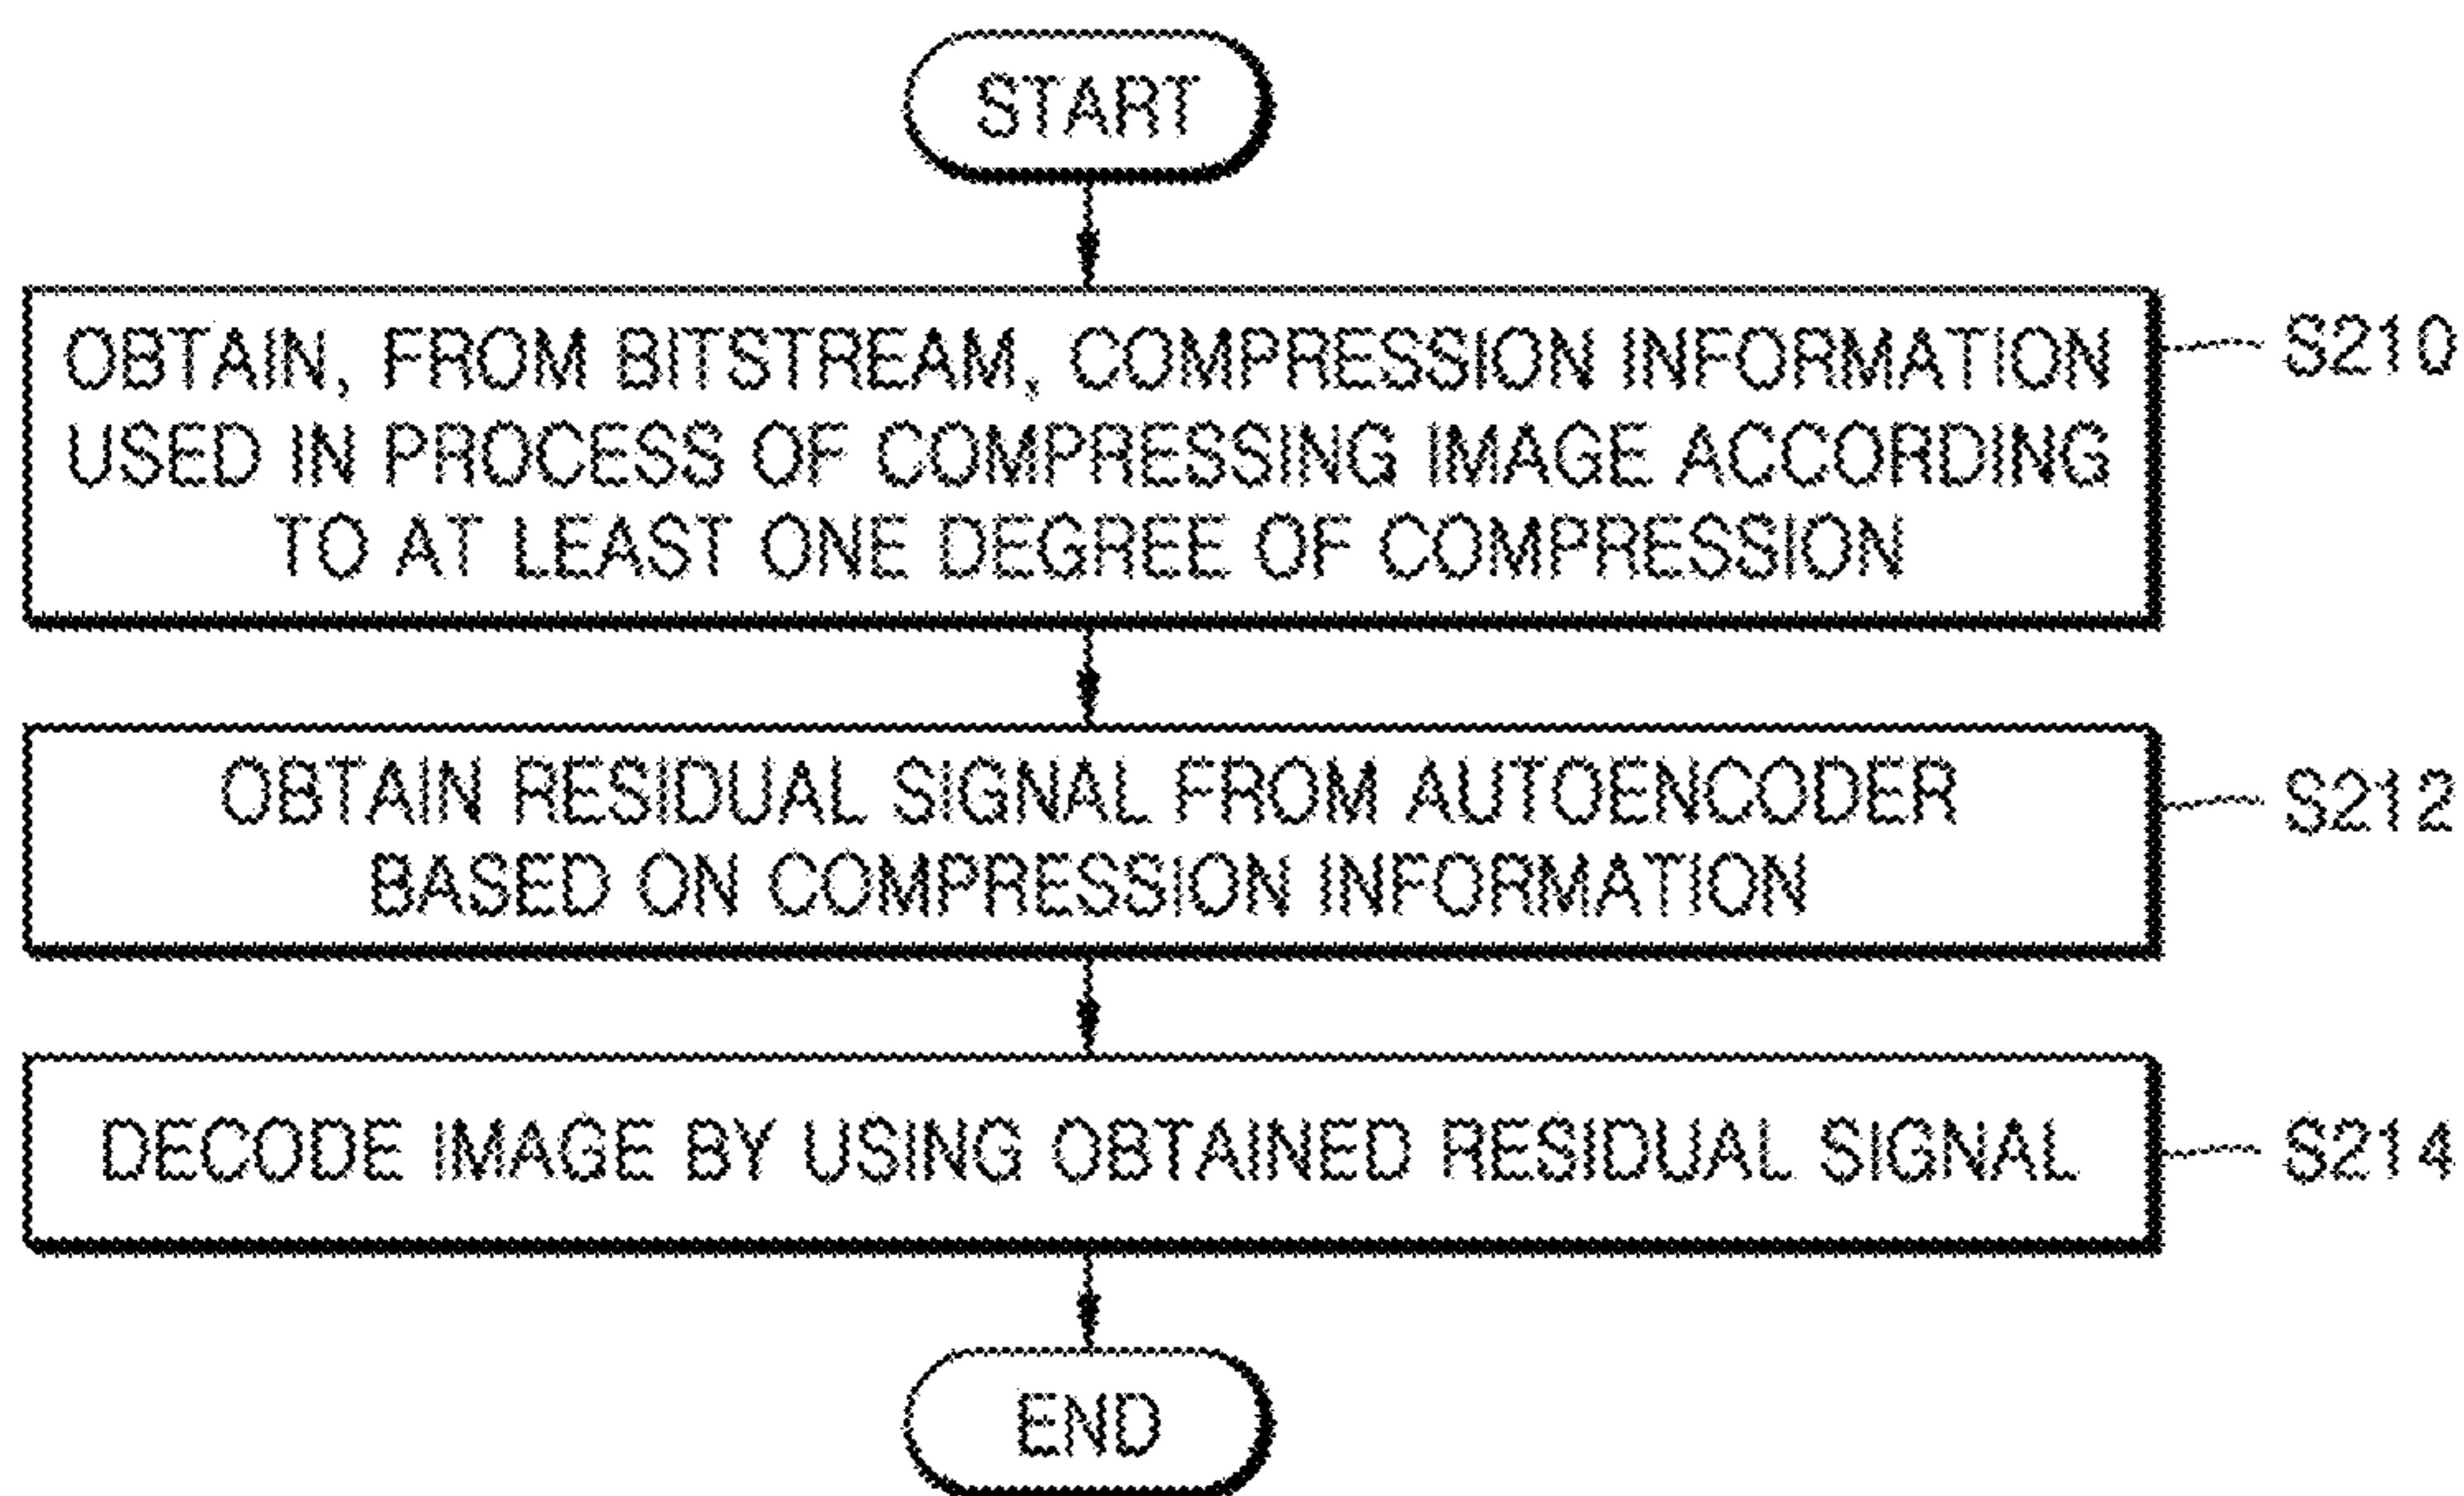 START
OBTAIN, FROM BITSTREAM, COMPRESSION INFORMATION
USED IN PROCESS OF COMPRESSING IMAGE ACCORDING
TO AT LEAST ONE DEGREE OF COMPRESSION
S210
OBTAIN RESIDUAL SIGNAL FROM AUTOENCODER
BASED ON COMPRESSION INFORMATION
S212
DECODE IMAGE BY USING OBTAINED RESIDUAL SIGNAL
S214
END